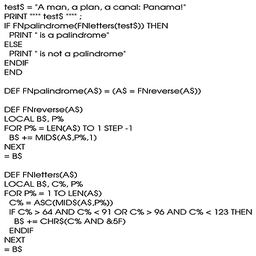 test$ = "A man, a plan, a canal: Panama!"
PRINT """" test$ """" ;
IF FNpalindrome(FNletters(test$)) THEN
PRINT " is a palindrome"
ELSE
PRINT " is not a palindrome"
ENDIF
END
DEF FNpalindrome(A$) = (A$ = FNreverse(A$))
DEF FNreverse(A$)
LOCAL B$, P%
FOR P% = LEN(A$) TO 1 STEP -1
B$ += MID$(A$,P%,1)
NEXT
= B$
DEF FNletters(A$)
LOCAL B$, C%, P%
FOR P% = 1 TO LEN(A$)
C% = ASC(MID$(A$,P%))
IF C% > 64 AND C% < 91 OR C% > 96 AND C% < 123 THEN
B$ += CHR$(C% AND &5F)
ENDIF
NEXT
= B$